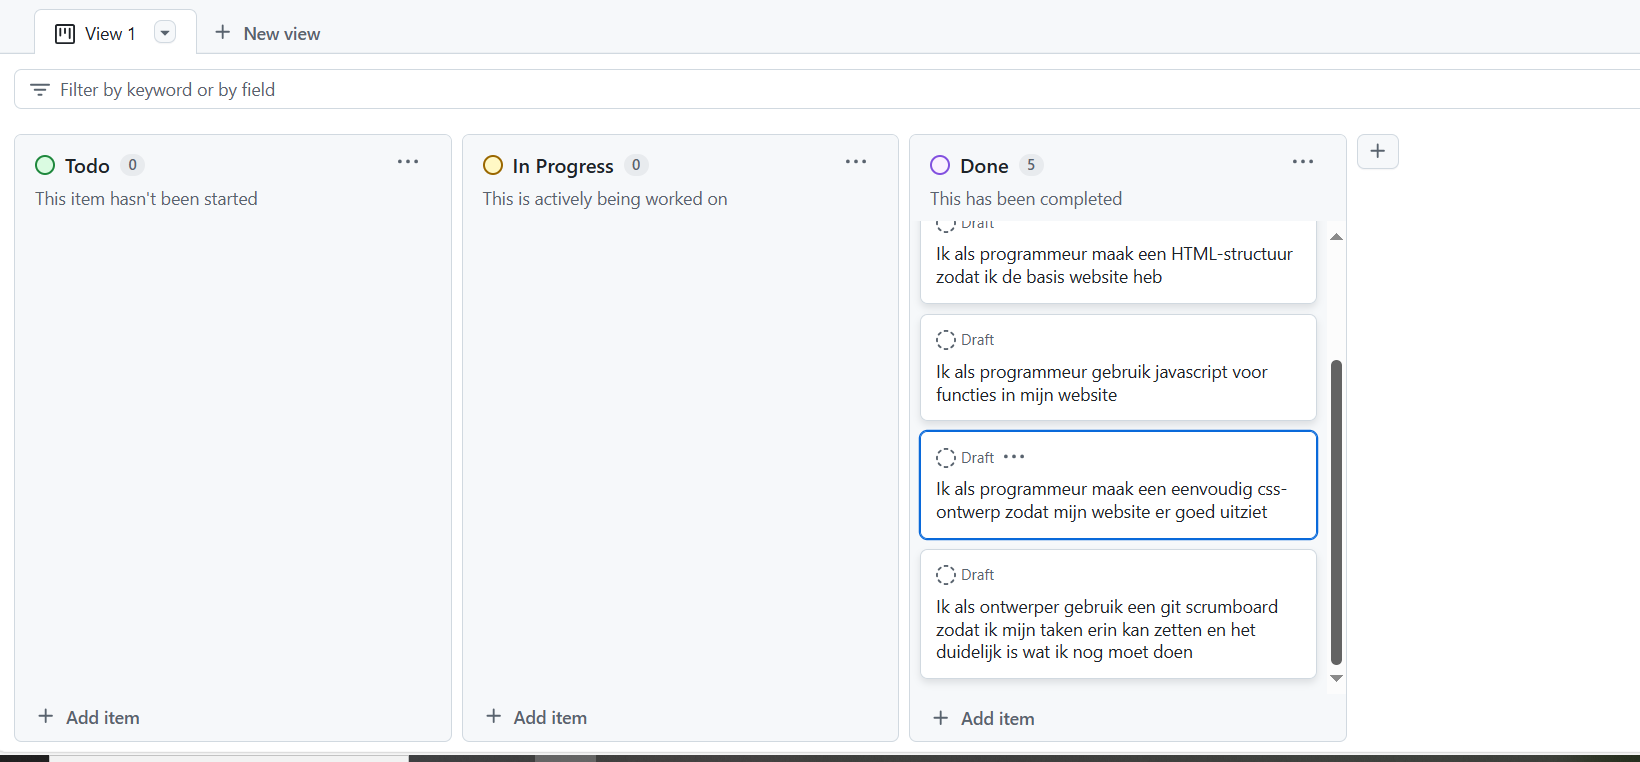 View 1
New view
Filter by keyword or by field
Todo 0
This item hasn't been started
Add item
In Progress 0
This is actively being worked on
Add item
Done 5
This has been completed
Draft
Ik als programmeur maak een HTML-structuur
zodat ik de basis website heb
Draft
Ik als programmeur gebruik javascript voor
functies in mijn website
Draft
Ik als programmeur maak een eenvoudig css-
ontwerp zodat mijn website er goed uitziet
Draft
Ik als ontwerper gebruik een git scrumboard
zodat ik mijn taken erin kan zetten en het
duidelijk is wat ik nog moet doen
Add item